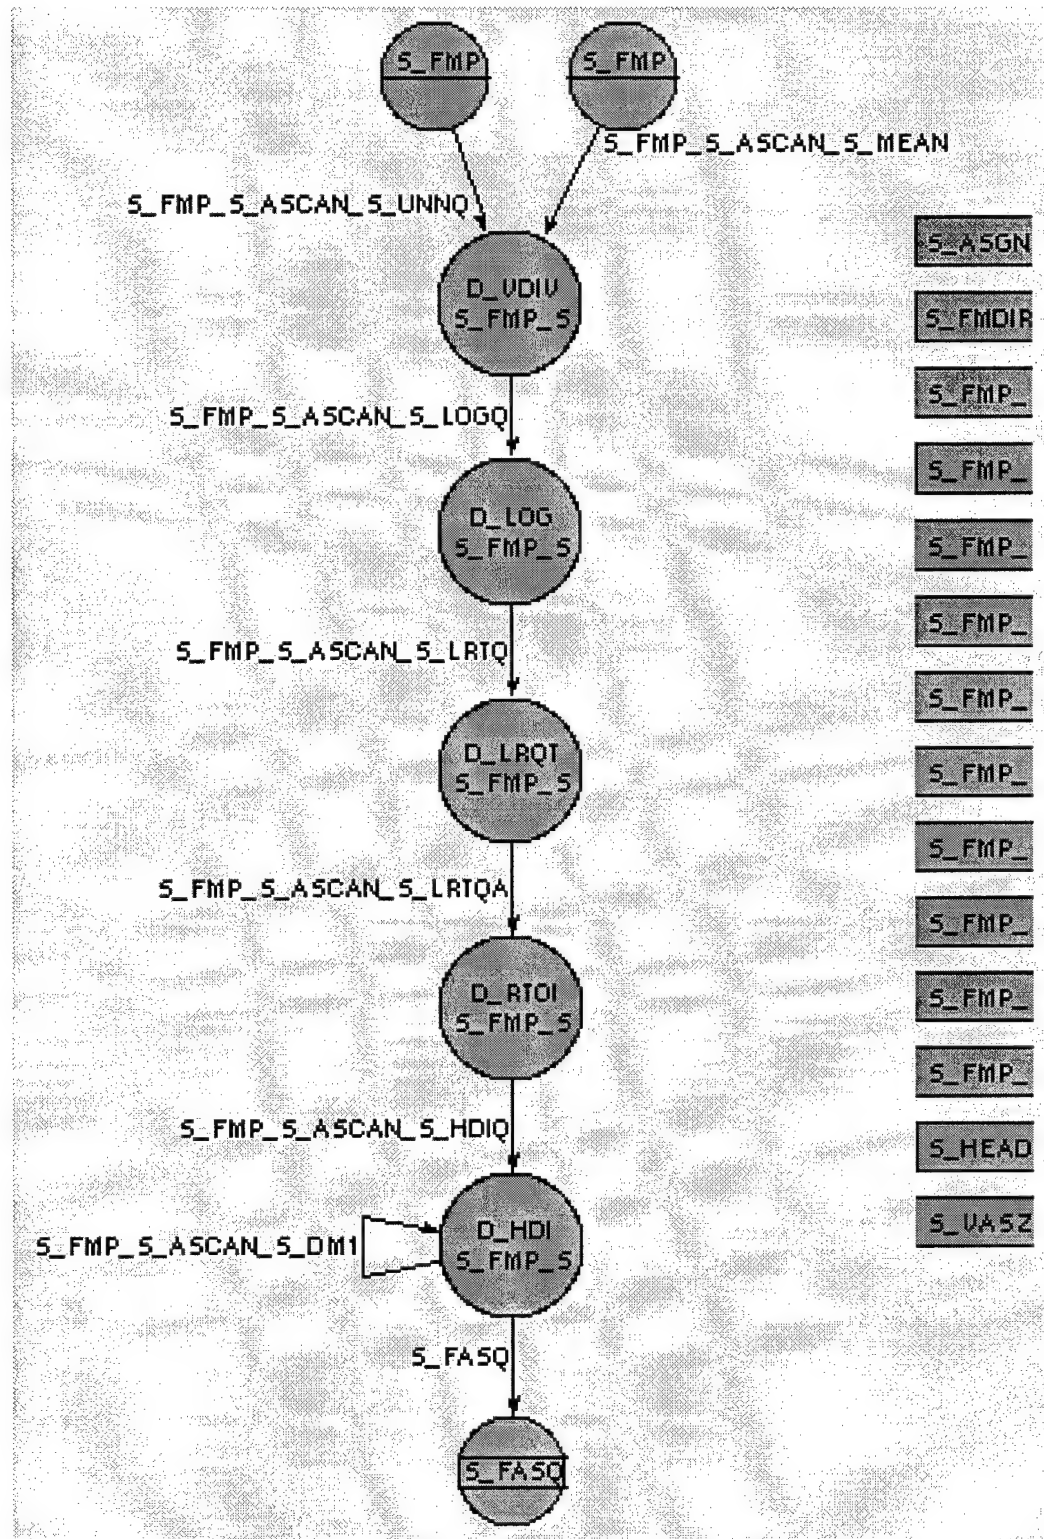 S_FMP
S_FMP
S_FMP_S_ASCAN_S_MEAN
S_FMP_S_ASCAN_S_UNNQ
D_VDIV
S_FMP_S
S_FMP_S_ASCAN_S_LOGQ
D_LOG
S_FMP_S
S_FMP_S_ASCAN_S_LRTQ
D_LRQT
S_FMP_S
S_FMP_S_ASCAN_S_LRTQA
D_RTOI
S_FMP_S
S_FMP_S_ASCAN_S_HDIQ
D_HDI
S_FMP_S
S_FMP_S_ASCAN_S_DM1
S_FASQ
S_FASQ
S_ASGN
S_FMDIR
S_FMP_
S_FMP_
S_FMP_
S_FMP_
S_FMP_
S_FMP_
S_FMP_
S_FMP_
S_FMP_
S_FMP_
S_HEAD
S_VASZ